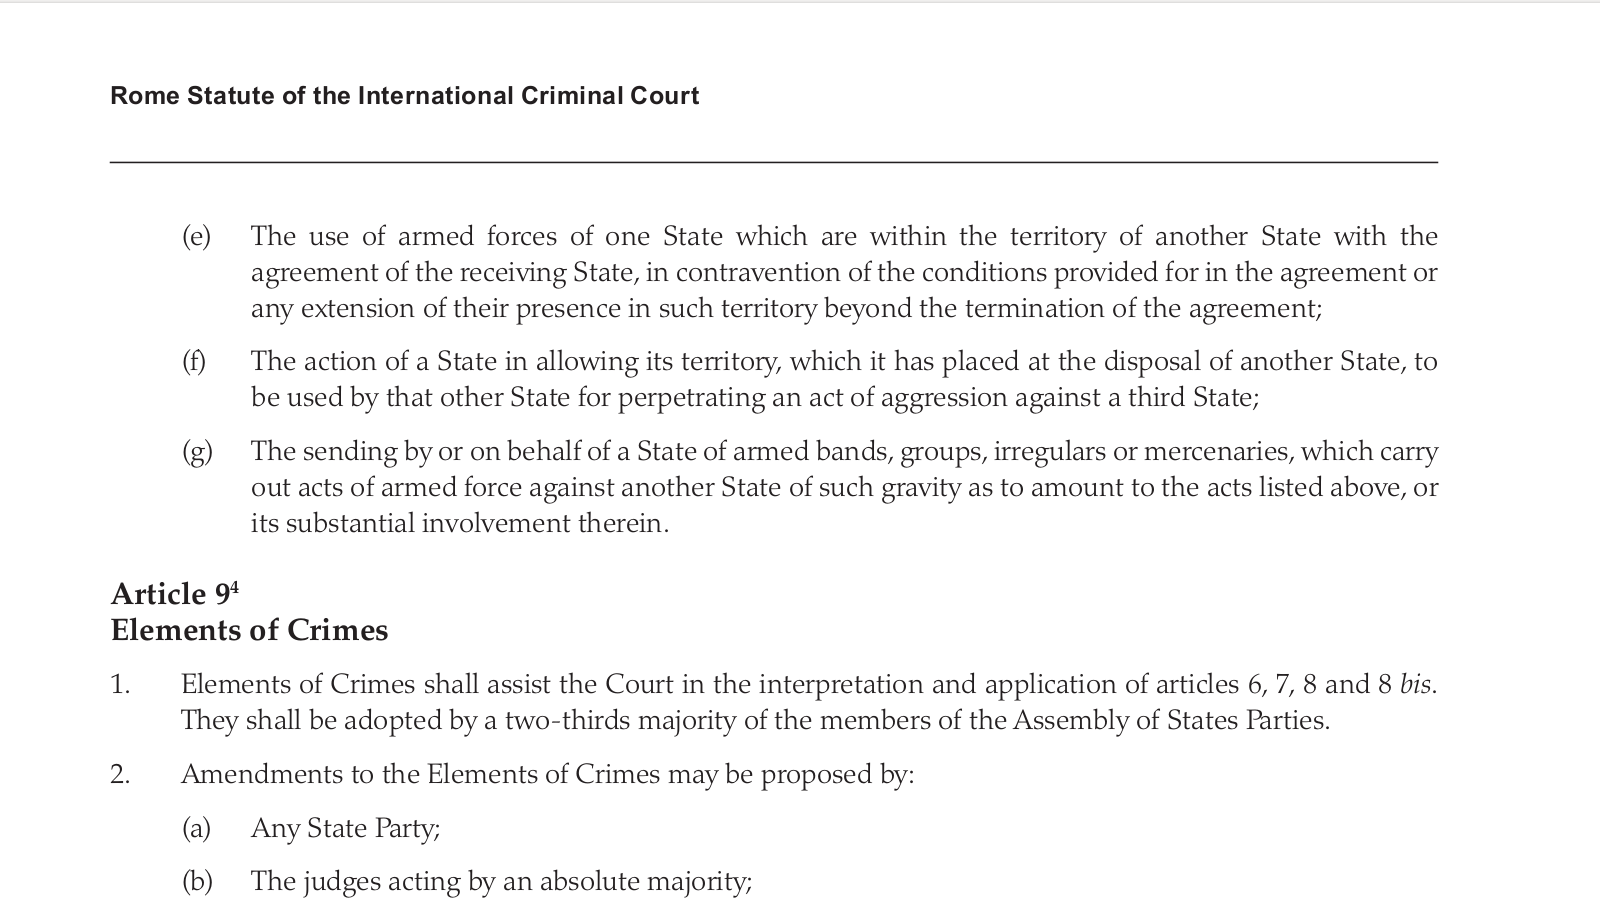 Rome Statute of the International Criminal Court
(e) The use of armed forces of one State which are within the territory of another State with the
agreement of the receiving State, in contravention of the conditions provided for in the agreement or
any extension of their presence in such territory beyond the termination of the agreement;
(f) The action of a State in allowing its territory, which it has placed at the disposal of another State, to
be used by that other State for perpetrating an act of aggression against a third State;
(g) The sending by or on behalf of a State of armed bands, groups, irregulars or mercenaries, which carry
out acts of armed force against another State of such gravity as to amount to the acts listed above, or
its substantial involvement therein.
Article 9⁴
Elements of Crimes
1. Elements of Crimes shall assist the Court in the interpretation and application of articles 6, 7, 8 and 8 bis.
They shall be adopted by a two-thirds majority of the members of the Assembly of States Parties.
2. Amendments to the Elements of Crimes may be proposed by:
(a) Any State Party;
(b) The judges acting by an absolute majority;